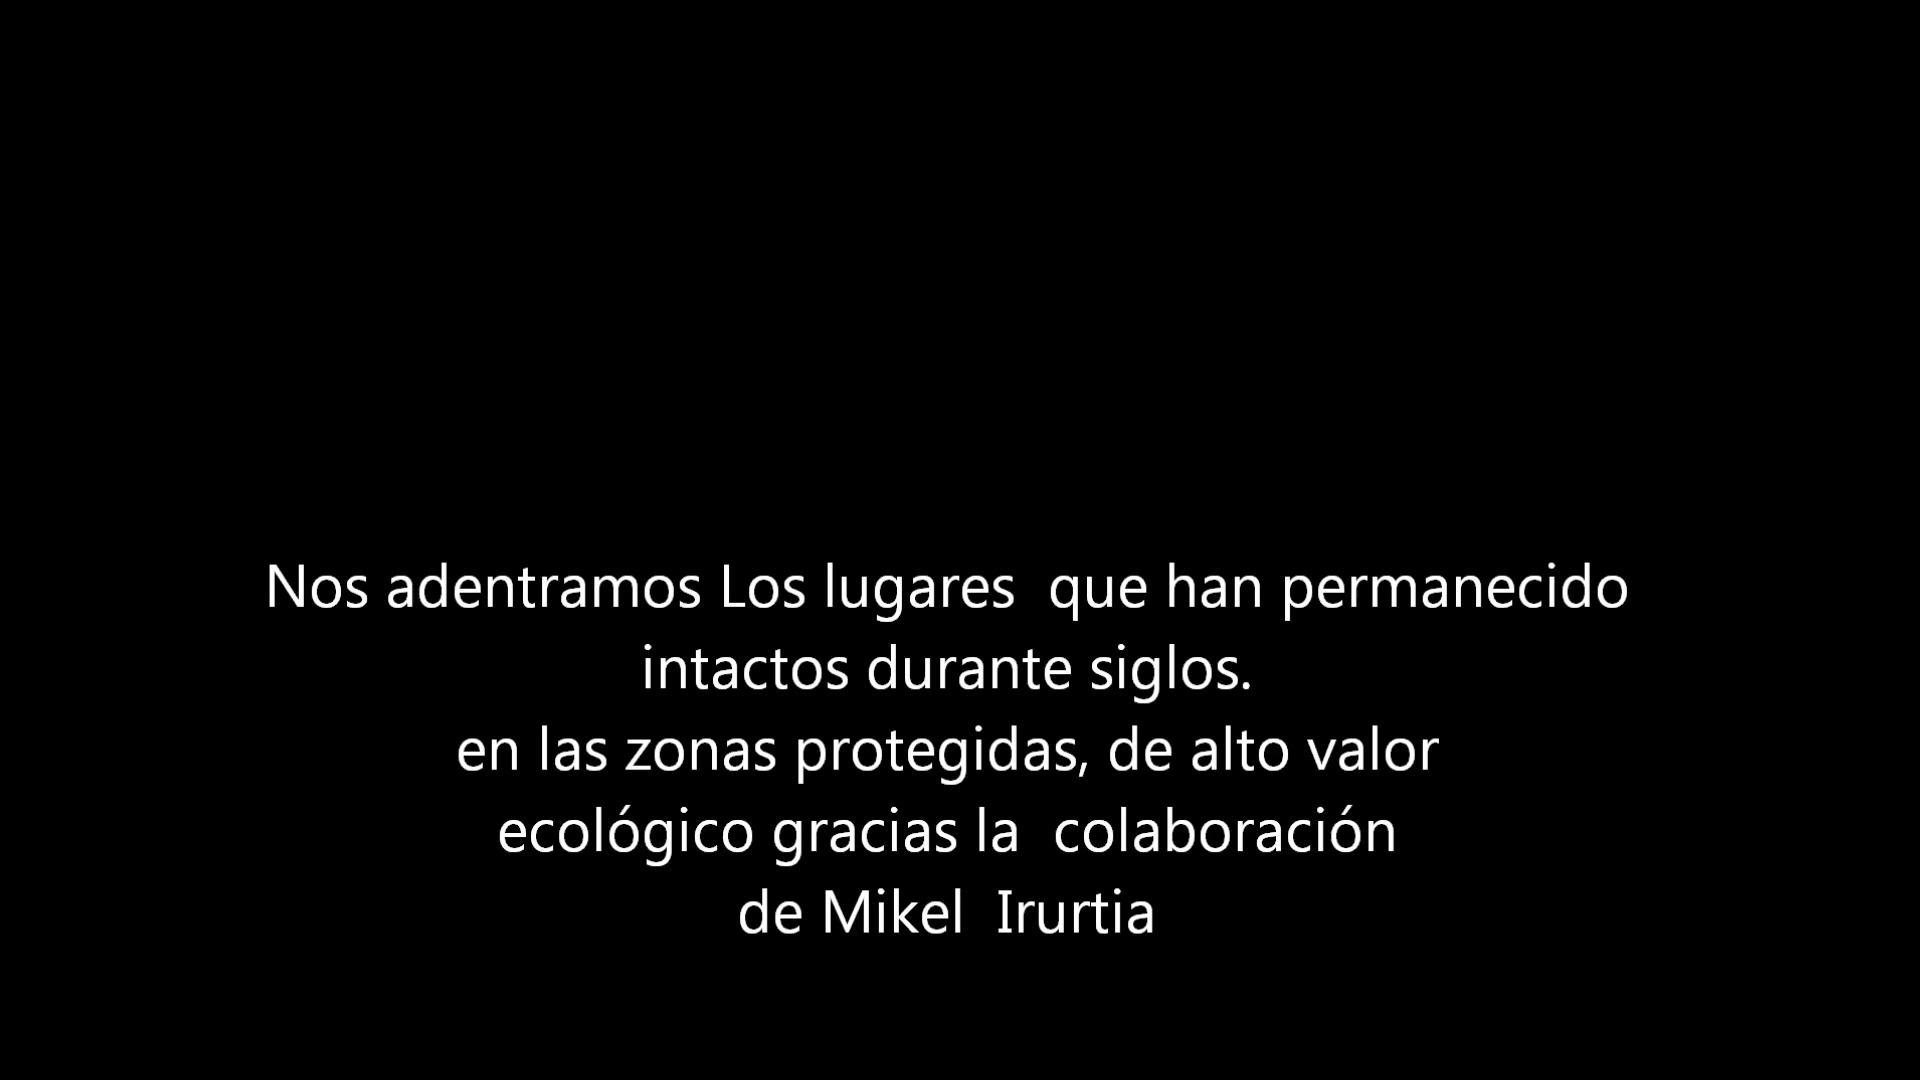 Nos adentramos Los lugares  que han permanecido
intactos durante siglos.
en las zonas protegidas, de alto valor
ecológico gracias la  colaboración
de Mikel  Irurtia